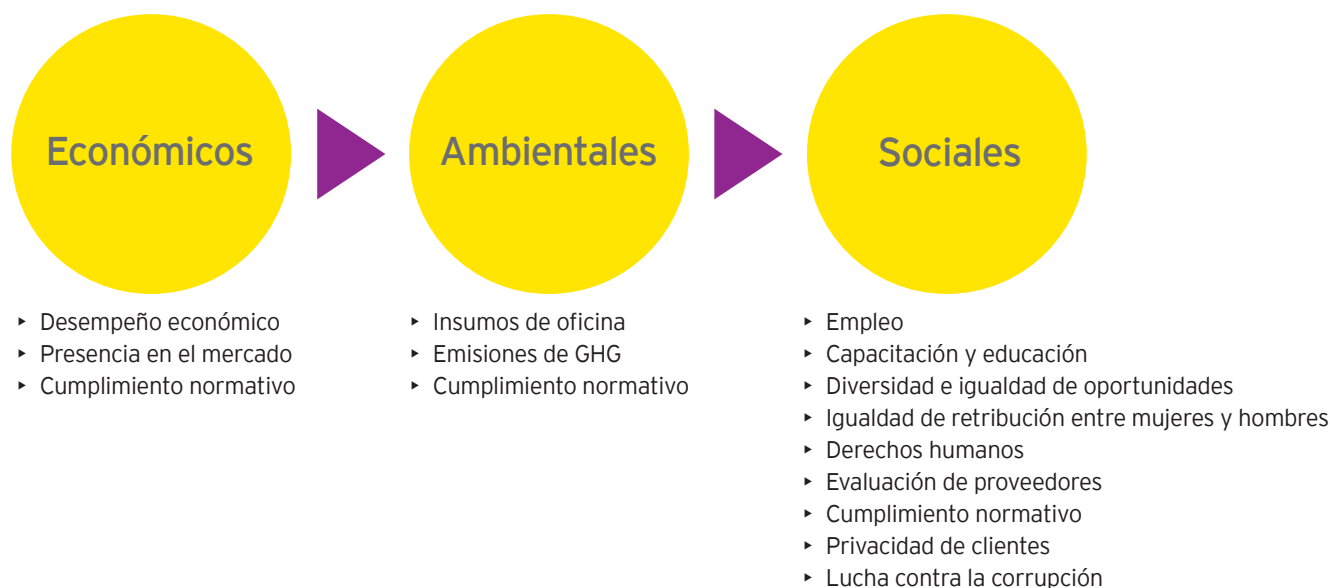 Económicos
Desempeño económico
Presencia en el mercado
Cumplimiento normativo
Ambientales
Insumos de oficina
Emisiones de GHG
Cumplimiento normativo
Sociales
Empleo
Capacitación y educación
Diversidad e igualdad de oportunidades
Igualdad de retribución entre mujeres y hombres
Derechos humanos
Evaluación de proveedores
Cumplimiento normativo
Privacidad de clientes
Lucha contra la corrupción